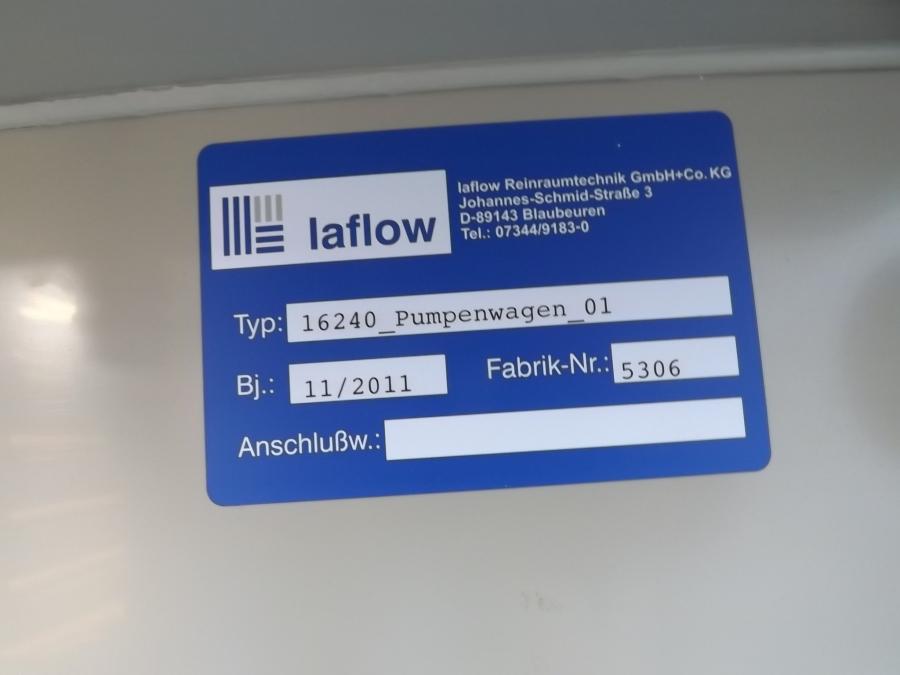 laflow
laflow Reinraumtechnik GmbH+Co.KG
Johannes-Schmid-Straße 3
D-89143 Blaubeuren
Tel.: 07344/9183-0
Typ: 16240_Pumpenwagen_01
Bj.: 11/2011 Fabrik-Nr.: 5306
Anschlußw.: